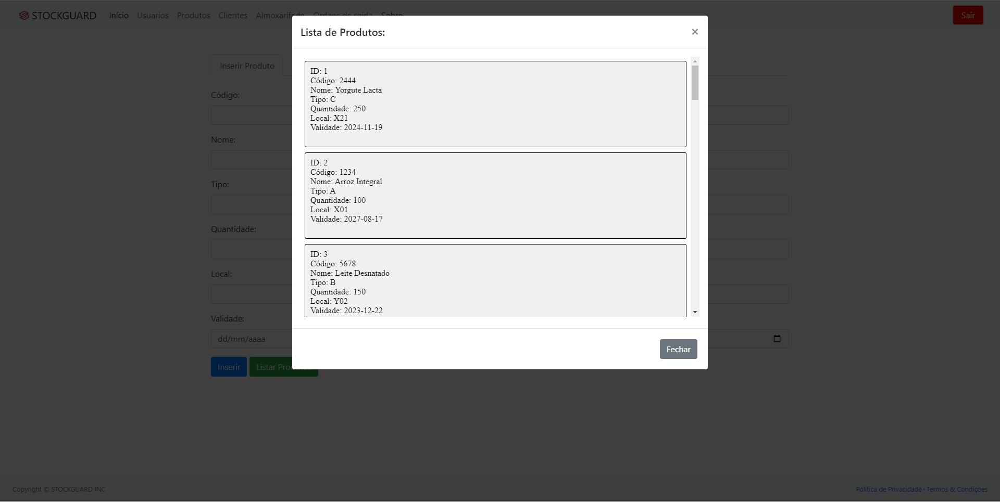 STOCKGUARD Início Usuarios Produtos Clientes Almoxarifado Ordens de saída Sobre Sair
Lista de Produtos:
×
Inserir Produto
Código:
Nome:
Tipo:
Quantidade:
Local:
Validade:
dd/mm/aaaa
Inserir Listar Pro
ID: 1
Código: 2444
Nome: Yorgute Lacta
Tipo: C
Quantidade: 250
Local: X21
Validade: 2024-11-19
ID: 2
Código: 1234
Nome: Arroz Integral
Tipo: A
Quantidade: 100
Local: X01
Validade: 2027-08-17
ID: 3
Código: 5678
Nome: Leite Desnatado
Tipo: B
Quantidade: 150
Local: Y02
Validade: 2023-12-22
Fechar
Copyright © STOCKGUARD INC
Política de Privacidade · Termos & Condições